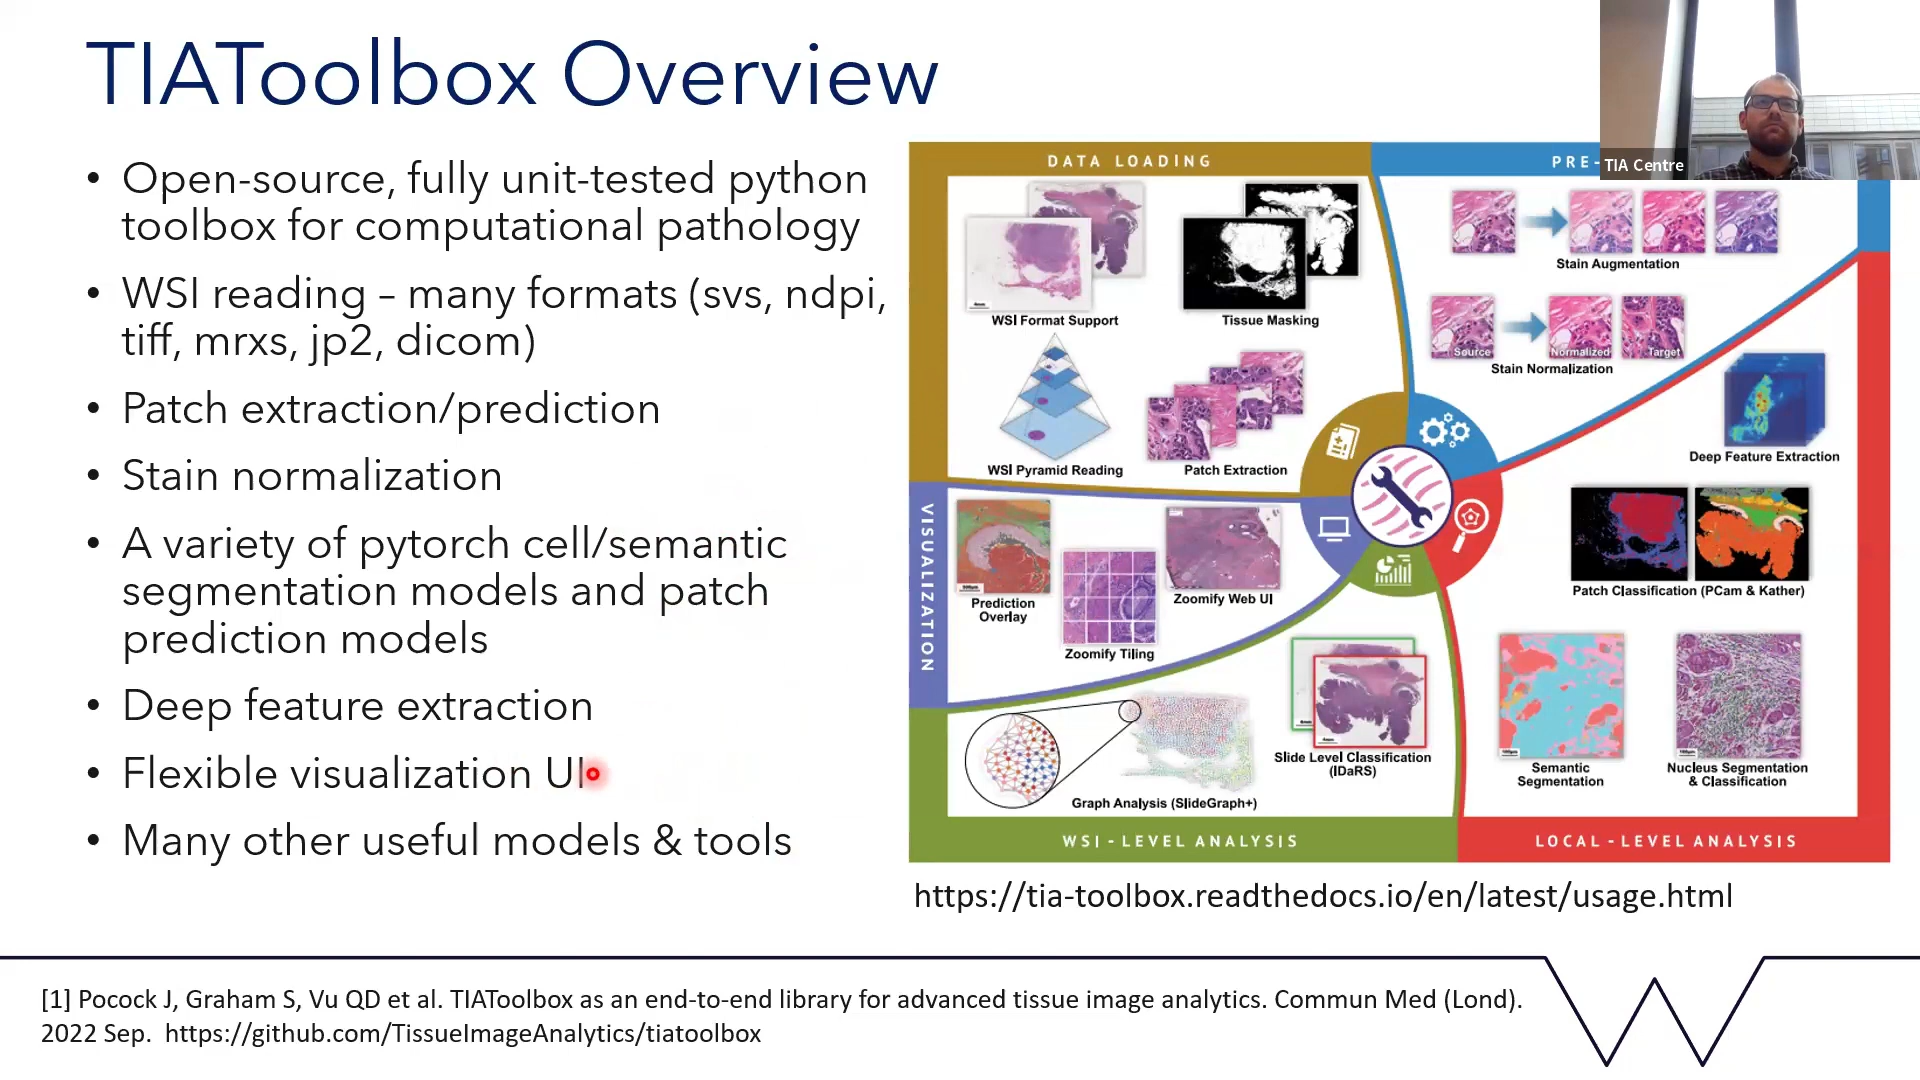 TIAToolbox Overview
• Open-source, fully unit-tested python
toolbox for computational pathology
• WSI reading – many formats (svs, ndpi,
tiff, mrxs, jp2, dicom)
• Patch extraction/prediction
• Stain normalization
• A variety of pytorch cell/semantic
segmentation models and patch
prediction models
• Deep feature extraction
• Flexible visualization UI
• Many other useful models & tools
DATA LOADING
WSI Format Support
Tissue Masking
WSI Pyramid Reading
Patch Extraction
PRE-
TIA Centre
Stain Augmentation
Source
Normalized
Target
Stain Normalization
Deep Feature Extraction
Patch Classification (PCam & Kather)
Semantic
Segmentation
Nucleus Segmentation
& Classification
LOCAL-LEVEL ANALYSIS
VISUALIZATION
Prediction
Overlay
Zoomify Tiling
Zoomify Web UI
Graph Analysis (SlideGraph+)
Slide Level Classification
(IDaRS)
WSI-LEVEL ANALYSIS
https://tia-toolbox.readthedocs.io/en/latest/usage.html
[1] Pocock J, Graham S, Vu QD et al. TIAToolbox as an end-to-end library for advanced tissue image analytics. Commun Med (Lond).
2022 Sep. https://github.com/TissueImageAnalytics/tiatoolbox